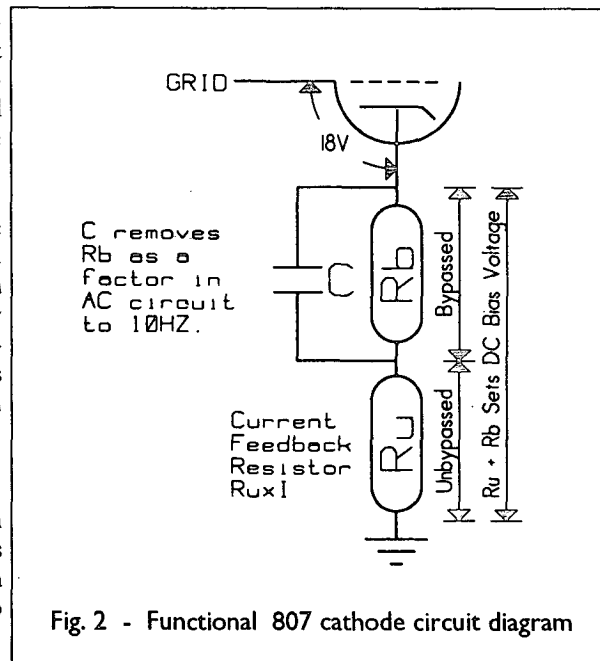 GRID
18V
C removes
Rb as a
factor in
AC circuit
to 10HZ.
C
Rb
Bypassed
Ru + Rb Sets DC Bias Voltage
Current
Feedback
Resistor
RuxI
Ru
Unbypassed
Fig. 2 - Functional 807 cathode circuit diagram